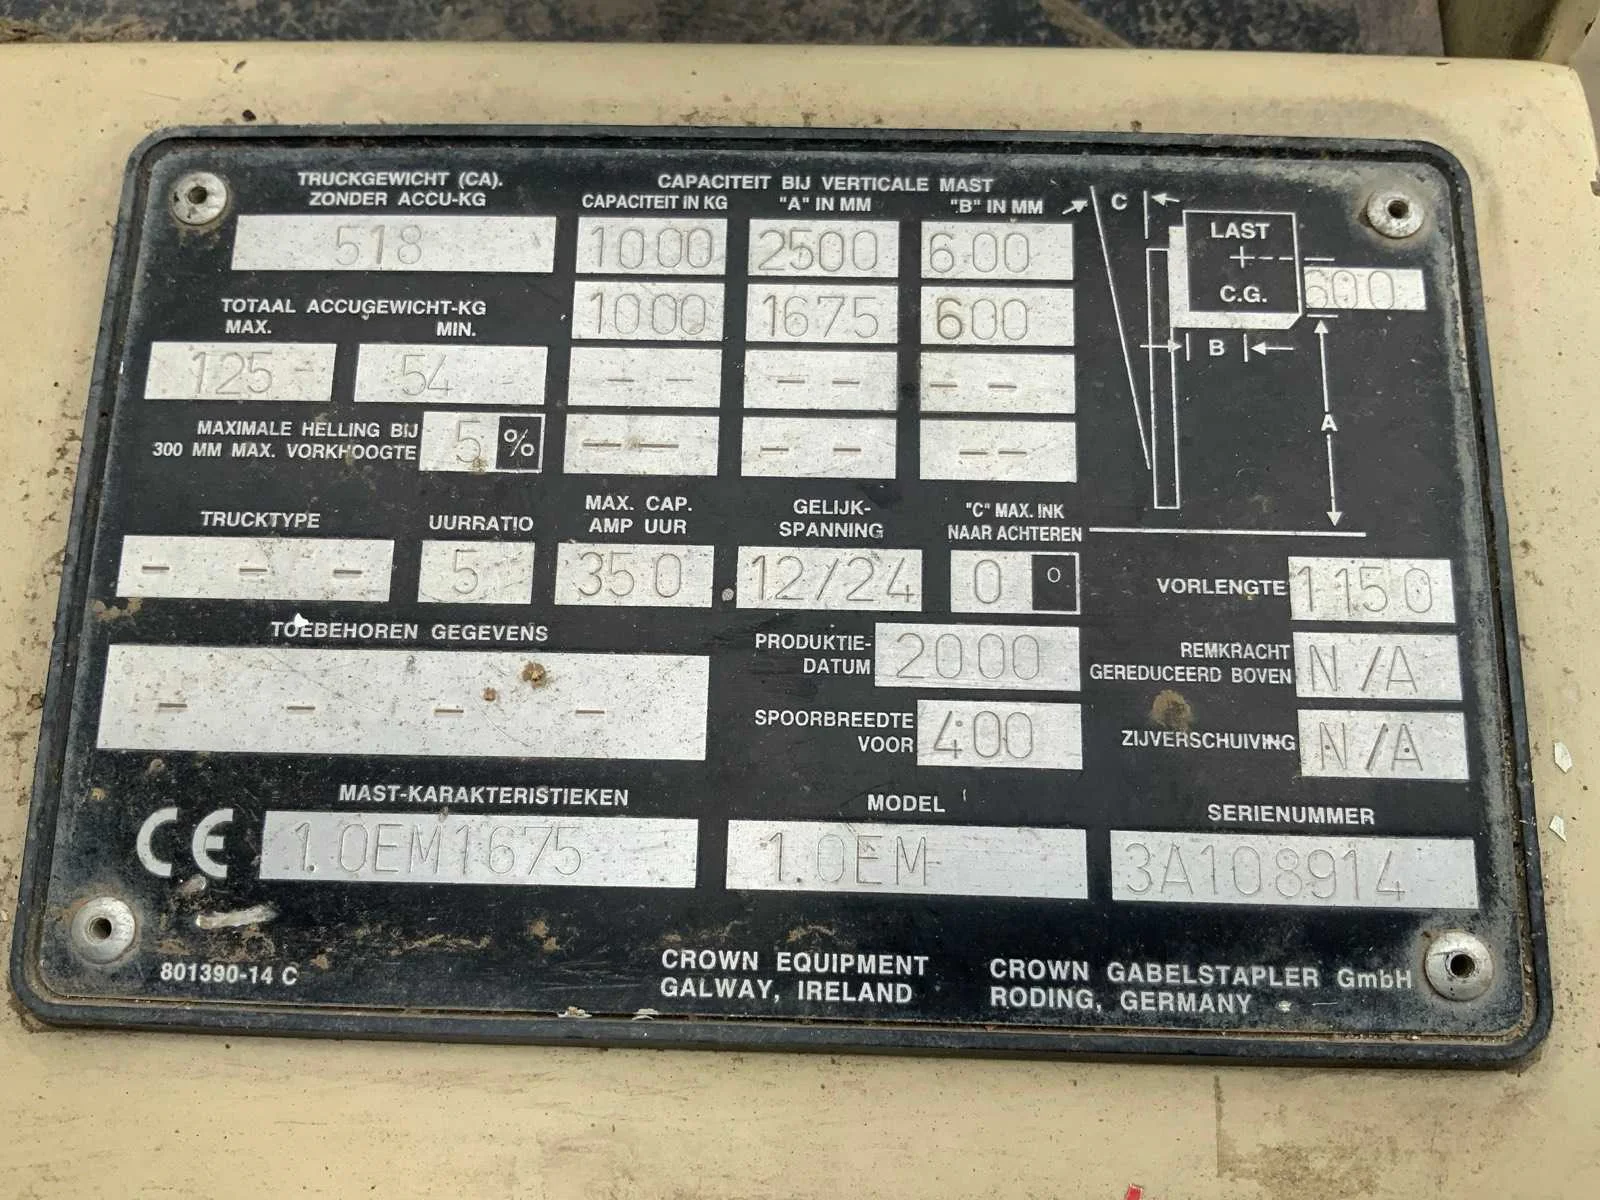 TRUCKGEWICHT (CA).
ZONDER ACCU-KG
518
TOTAAL ACCUGEWICHT-KG
MAX. MIN.
125 - 54 -
MAXIMALE HELLING BIJ
300 MM MAX. VORKHOOGTE
5 %
CAPACITEIT BIJ VERTICALE MAST
CAPACITEIT IN KG "A" IN MM "B" IN MM
1000 2500 600
1000 1675 600
- - - - - -
- - - - - -
C
LAST
C.G.
600
B
A
TRUCKTYPE
- - -
UURRATIO
5
MAX. CAP.
AMP UUR
350
GELIJK-
SPANNING
12/24
"C" MAX. INK
NAAR ACHTEREN
0 °
VORLENGTE 1150
TOEBEHOREN GEGEVENS
- - - -
PRODUKTIE-
DATUM
2000
REMKRACHT
GEREDUCEERD BOVEN
N/A
SPOORBREEDTE
VOOR
400
ZIJVERSCHUIVING N/A
MAST-KARAKTERISTIEKEN
1.0EM1675
MODEL
1.0EM
SERIENUMMER
3A108914
CE
801390-14 C
CROWN EQUIPMENT
GALWAY, IRELAND
CROWN GABELSTAPLER GmbH
RODING, GERMANY